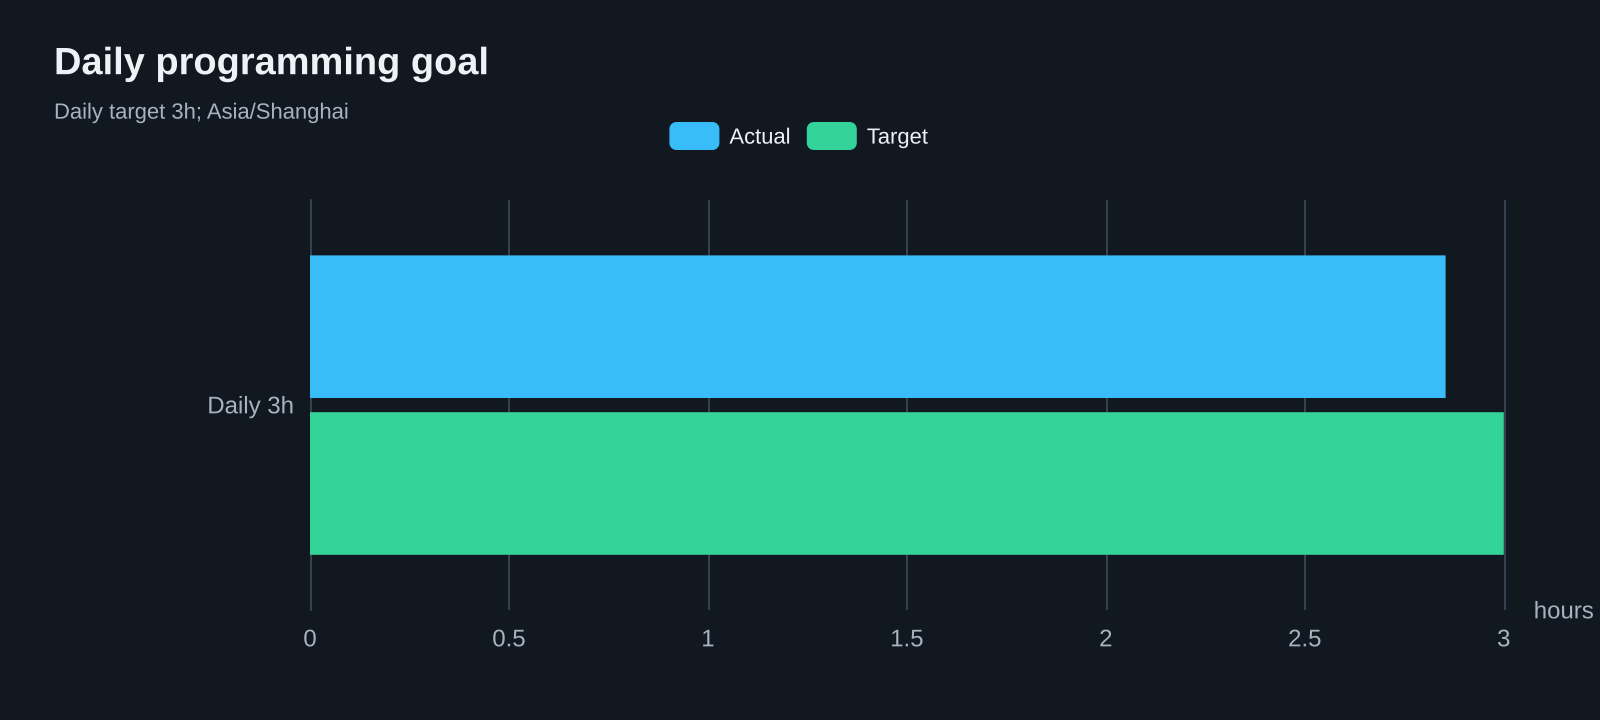 Daily programming goal
Daily target 3h; Asia/Shanghai
Actual Target
Daily 3h
hours
0 0.5 1 1.5 2 2.5 3